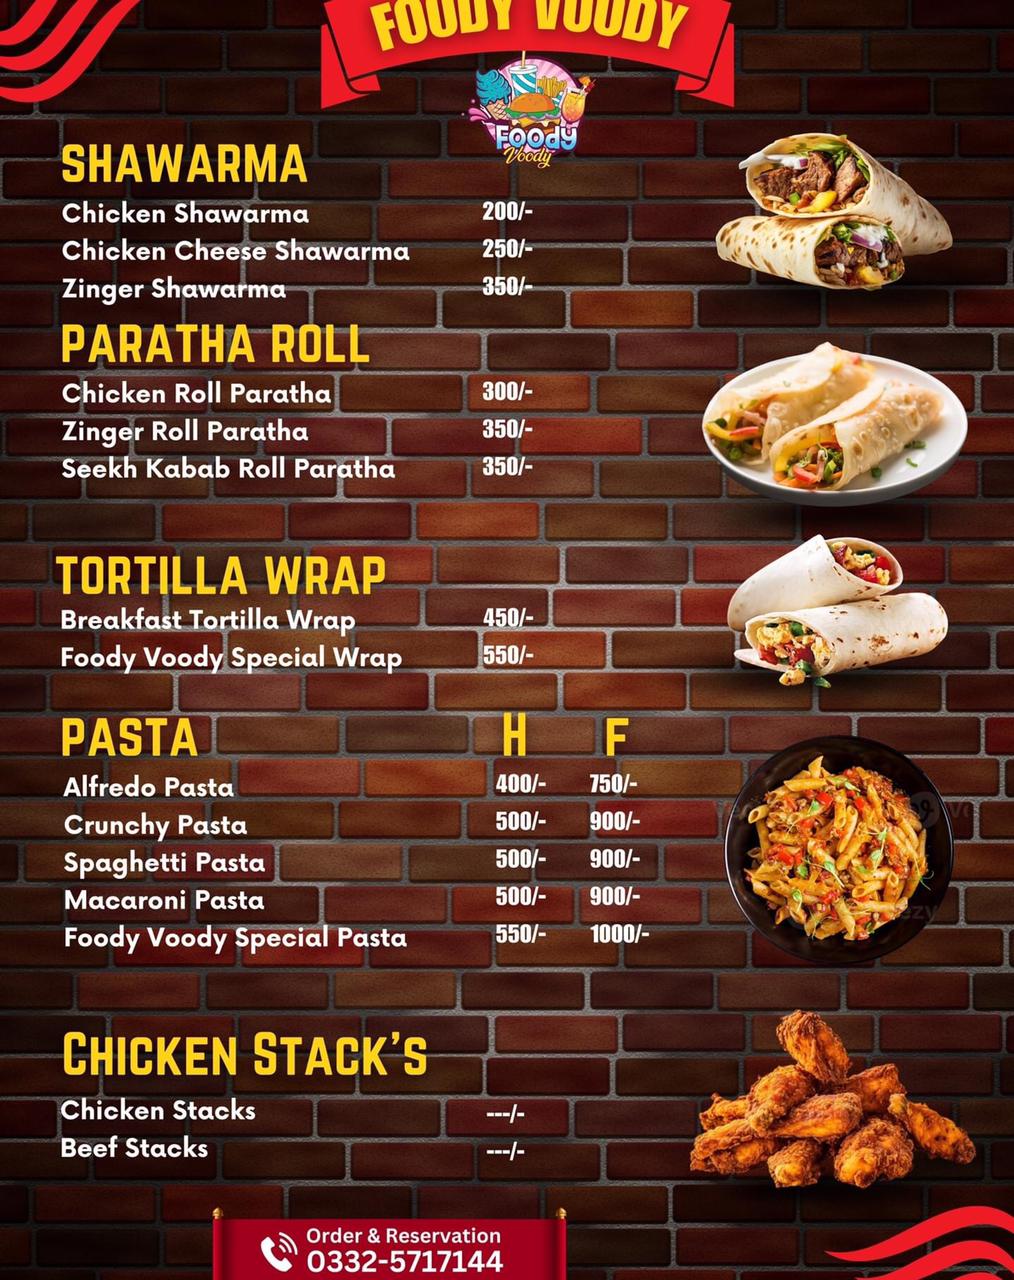 FOODY VOODY
Foody
Voody
SHAWARMA
Chicken Shawarma 200/-
Chicken Cheese Shawarma 250/-
Zinger Shawarma 350/-
PARATHA ROLL
Chicken Roll Paratha 300/-
Zinger Roll Paratha 350/-
Seekh Kabab Roll Paratha 350/-
TORTILLA WRAP
Breakfast Tortilla Wrap 450/-
Foody Voody Special Wrap 550/-
PASTA H F
Alfredo Pasta 400/- 750/-
Crunchy Pasta 500/- 900/-
Spaghetti Pasta 500/- 900/-
Macaroni Pasta 500/- 900/-
Foody Voody Special Pasta 550/- 1000/-
CHICKEN STACK'S
Chicken Stacks ---/-
Beef Stacks ---/-
Order & Reservation
0332-5717144